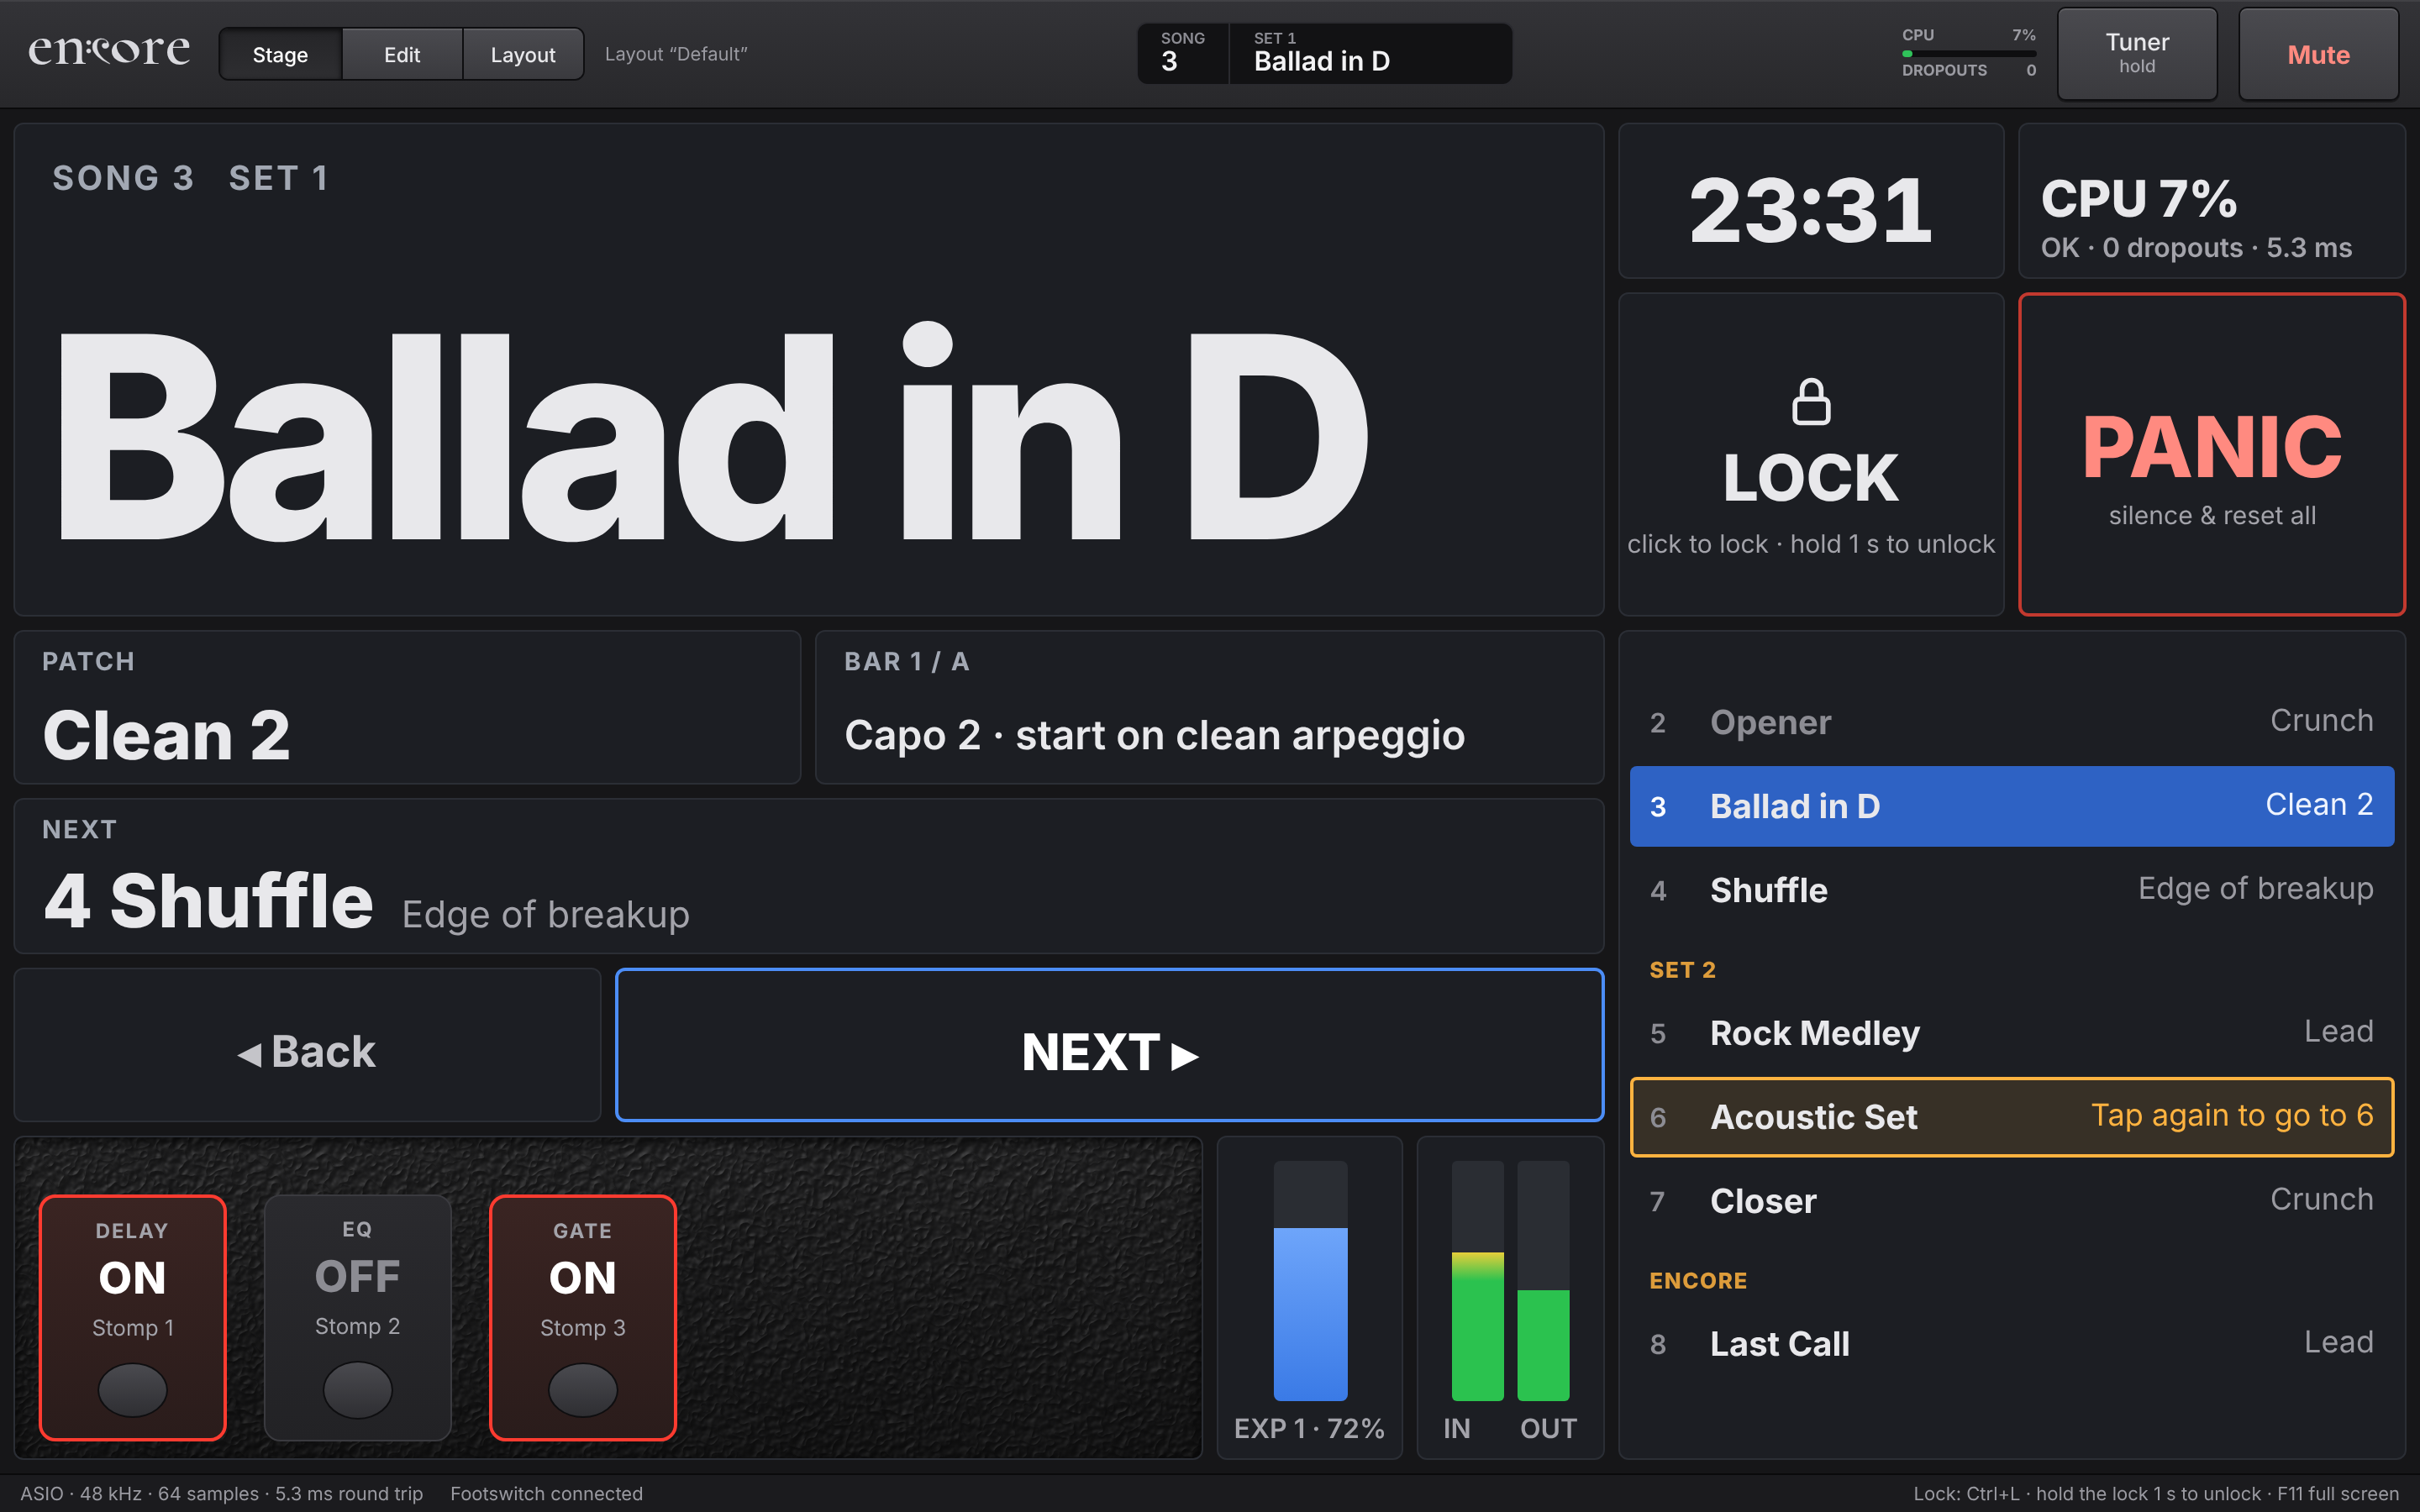 encore
Stage
Edit
Layout
Layout “Default”
SONG
3
SET 1
Ballad in D
CPU 7%
DROPOUTS 0
Tuner
hold
Mute
SONG 3 SET 1
Ballad in D
23:31
CPU 7%
OK · 0 dropouts · 5.3 ms
LOCK
click to lock · hold 1 s to unlock
PANIC
silence & reset all
PATCH
Clean 2
BAR 1 / A
Capo 2 · start on clean arpeggio
NEXT
4 Shuffle Edge of breakup
◂ Back
NEXT ▸
2 Opener Crunch
3 Ballad in D Clean 2
4 Shuffle Edge of breakup
SET 2
5 Rock Medley Lead
6 Acoustic Set Tap again to go to 6
7 Closer Crunch
ENCORE
8 Last Call Lead
DELAY
ON
Stomp 1
EQ
OFF
Stomp 2
GATE
ON
Stomp 3
EXP 1 · 72%
IN OUT
ASIO · 48 kHz · 64 samples · 5.3 ms round trip Footswitch connected
Lock: Ctrl+L · hold the lock 1 s to unlock · F11 full screen